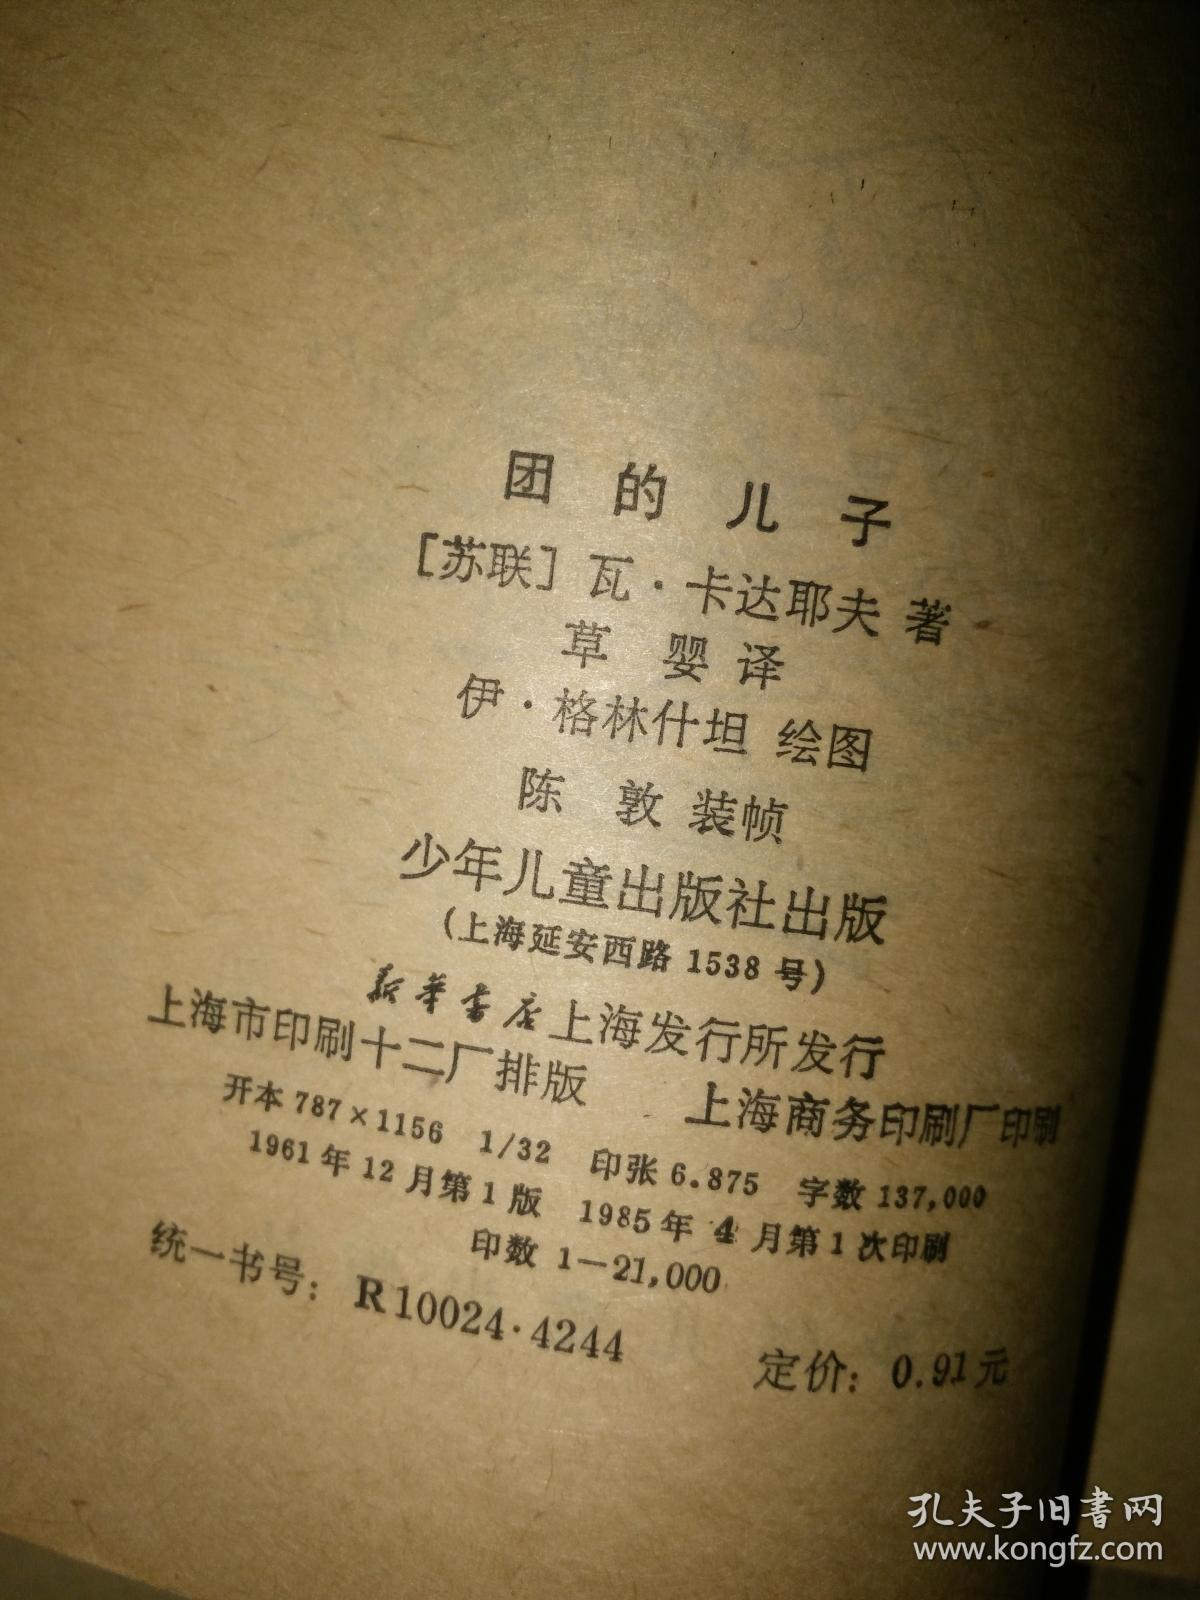 团的儿子
[苏联] 瓦·卡达耶夫 著
草 婴 译
伊·格林什坦 绘图
陈 敦 装帧
少年儿童出版社出版
(上海延安西路 1538 号)
新华书店上海发行所发行
上海市印刷十二厂排版 上海商务印刷厂印刷
开本 787×1156 1/32 印张 6.875 字数 137,000
1961 年 12 月第 1 版 1985 年 4 月第 1 次印刷
印数 1—21,000
统一书号: R10024·4244 定价: 0.91 元
孔夫子旧书网
www.kongfz.com